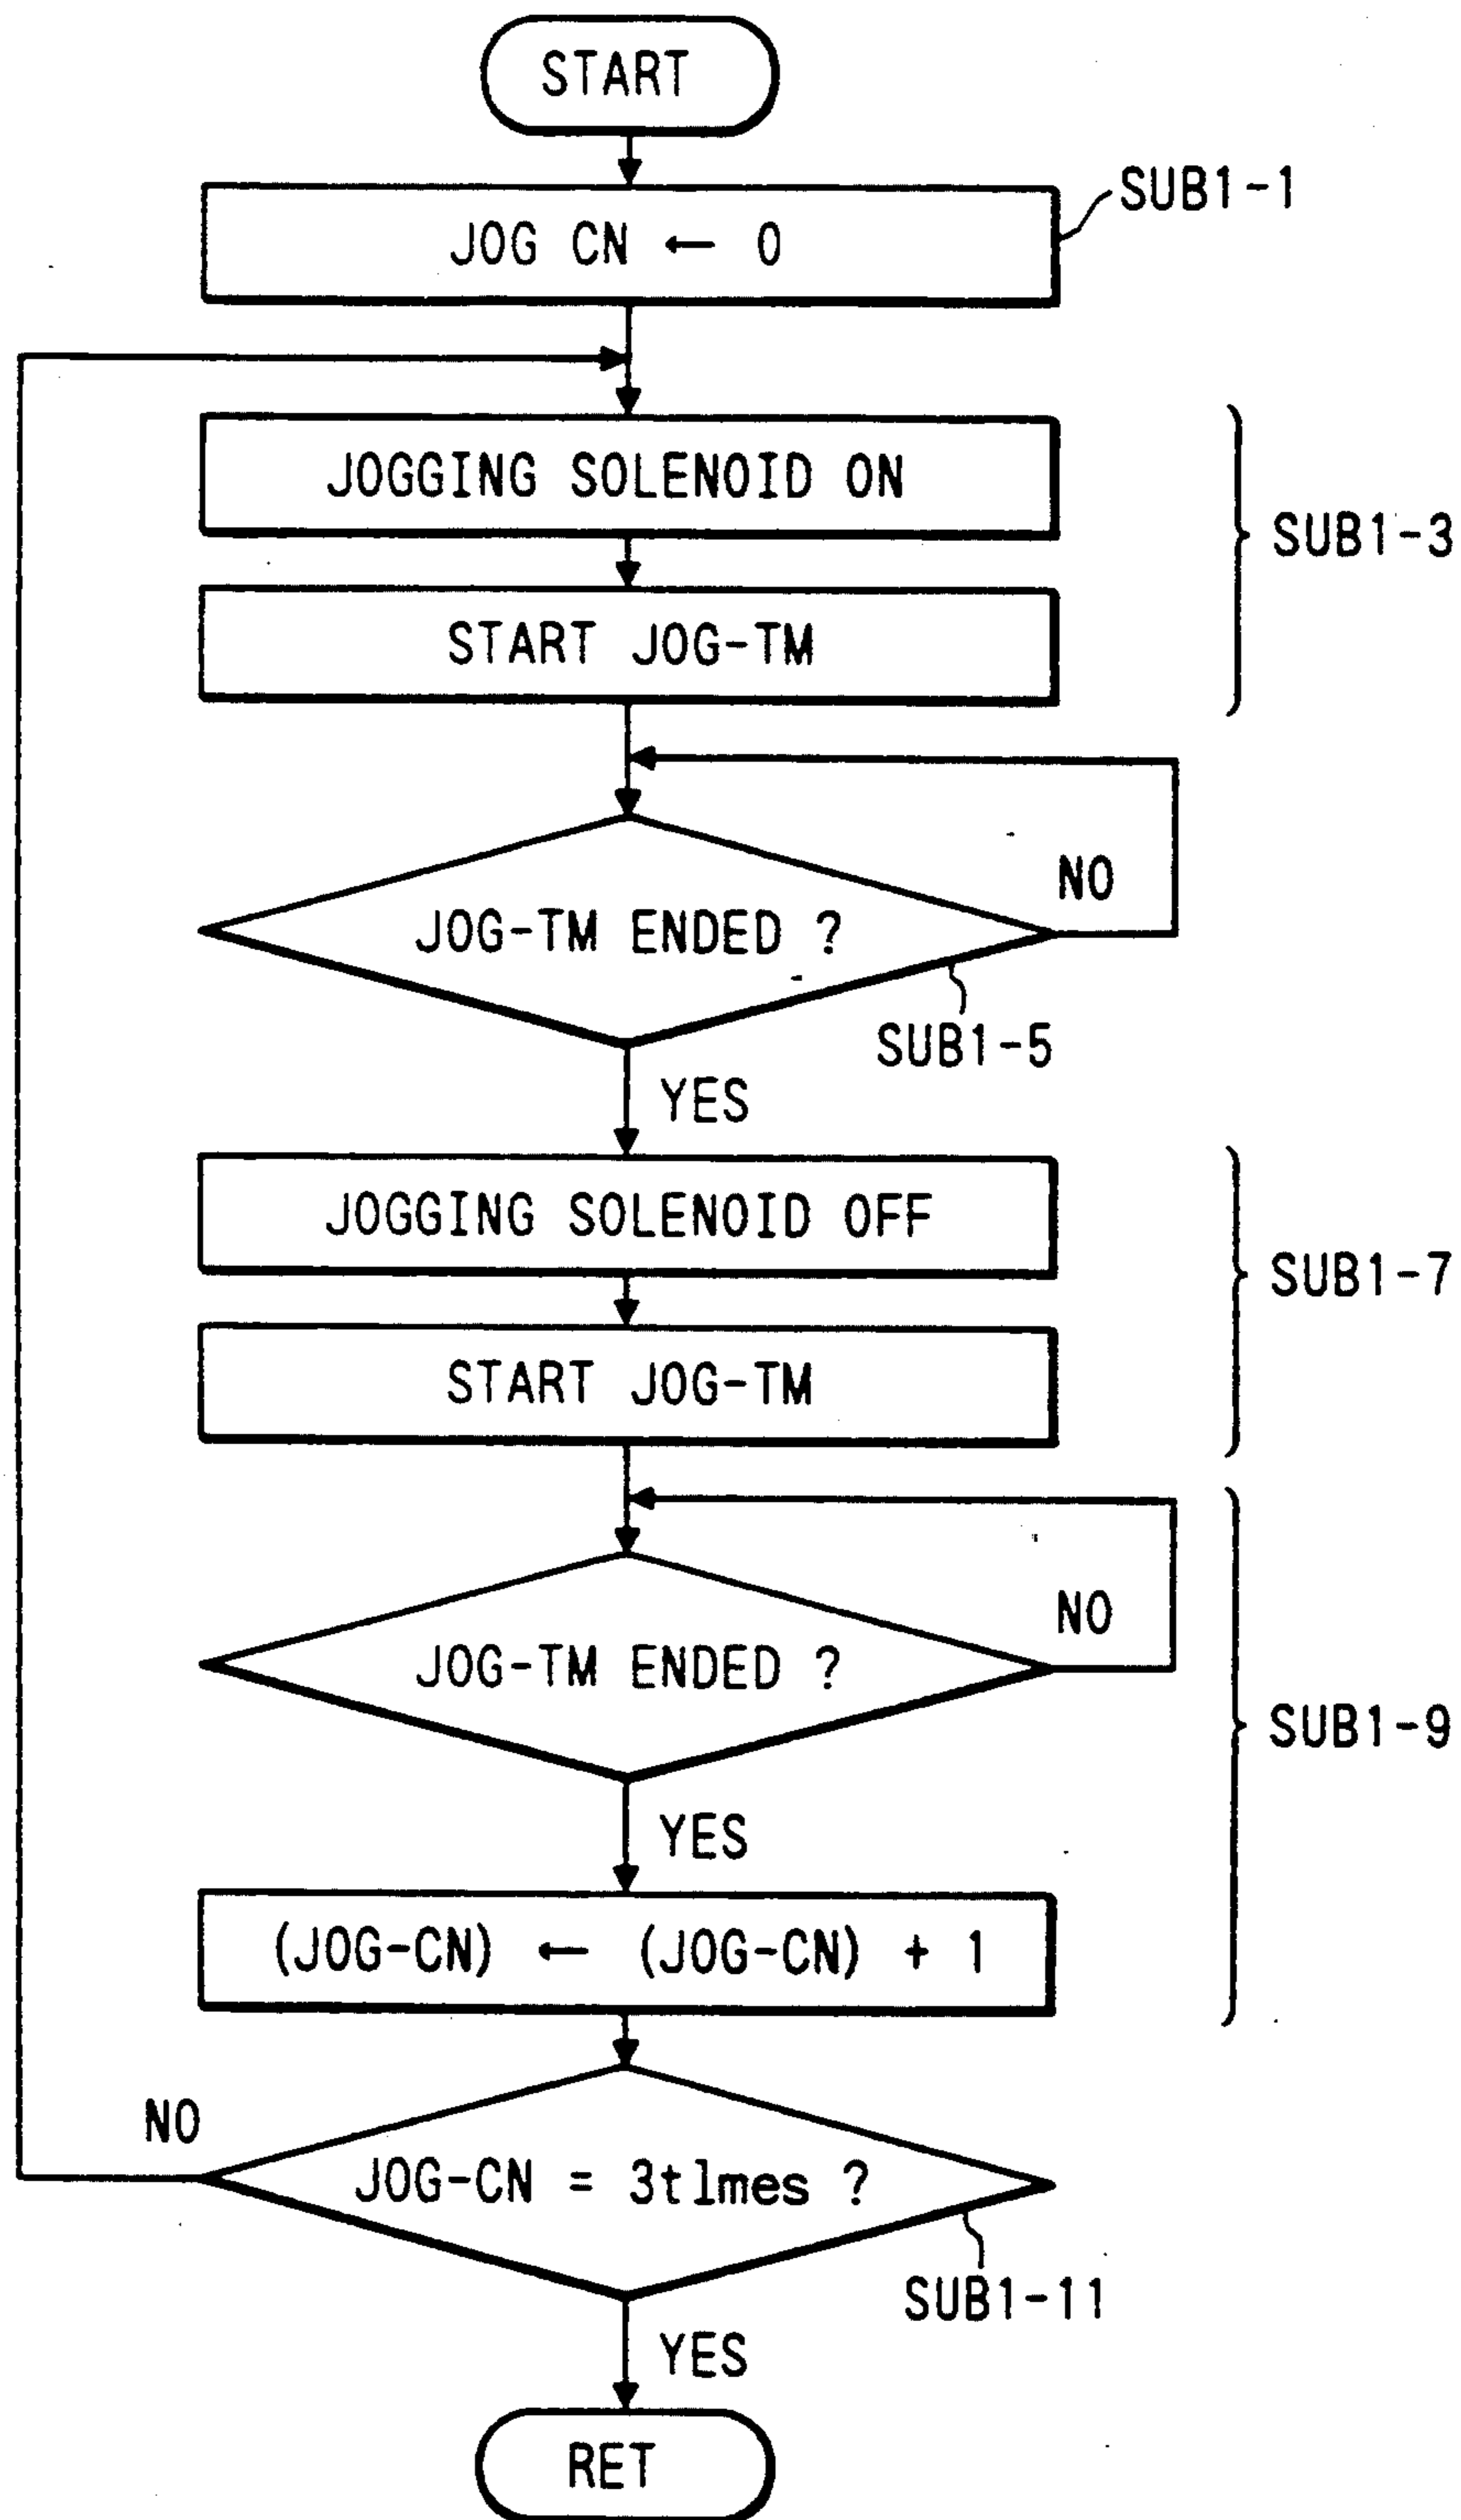 START
JOG CN ← 0
SUB1-1
JOGGING SOLENOID ON
START JOG-TM
SUB1-3
JOG-TM ENDED ?
NO
SUB1-5
YES
JOGGING SOLENOID OFF
START JOG-TM
SUB1-7
JOG-TM ENDED ?
NO
YES
(JOG-CN) ← (JOG-CN) + 1
SUB1-9
NO
JOG-CN = 3tlmes ?
SUB1-11
YES
RET